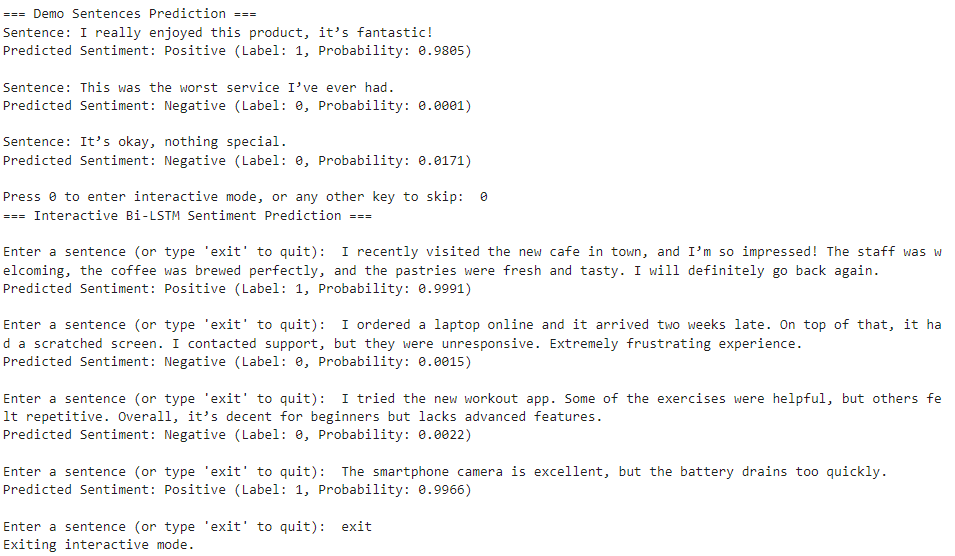 === Demo Sentences Prediction ===
Sentence: I really enjoyed this product, it’s fantastic!
Predicted Sentiment: Positive (Label: 1, Probability: 0.9805)
Sentence: This was the worst service I’ve ever had.
Predicted Sentiment: Negative (Label: 0, Probability: 0.0001)
Sentence: It’s okay, nothing special.
Predicted Sentiment: Negative (Label: 0, Probability: 0.0171)
Press 0 to enter interactive mode, or any other key to skip:  0
=== Interactive Bi-LSTM Sentiment Prediction ===
Enter a sentence (or type 'exit' to quit):  I recently visited the new cafe in town, and I’m so impressed! The staff was w
elcoming, the coffee was brewed perfectly, and the pastries were fresh and tasty. I will definitely go back again.
Predicted Sentiment: Positive (Label: 1, Probability: 0.9991)
Enter a sentence (or type 'exit' to quit):  I ordered a laptop online and it arrived two weeks late. On top of that, it ha
d a scratched screen. I contacted support, but they were unresponsive. Extremely frustrating experience.
Predicted Sentiment: Negative (Label: 0, Probability: 0.0015)
Enter a sentence (or type 'exit' to quit):  I tried the new workout app. Some of the exercises were helpful, but others fe
lt repetitive. Overall, it’s decent for beginners but lacks advanced features.
Predicted Sentiment: Negative (Label: 0, Probability: 0.0022)
Enter a sentence (or type 'exit' to quit):  The smartphone camera is excellent, but the battery drains too quickly.
Predicted Sentiment: Positive (Label: 1, Probability: 0.9966)
Enter a sentence (or type 'exit' to quit):  exit
Exiting interactive mode.